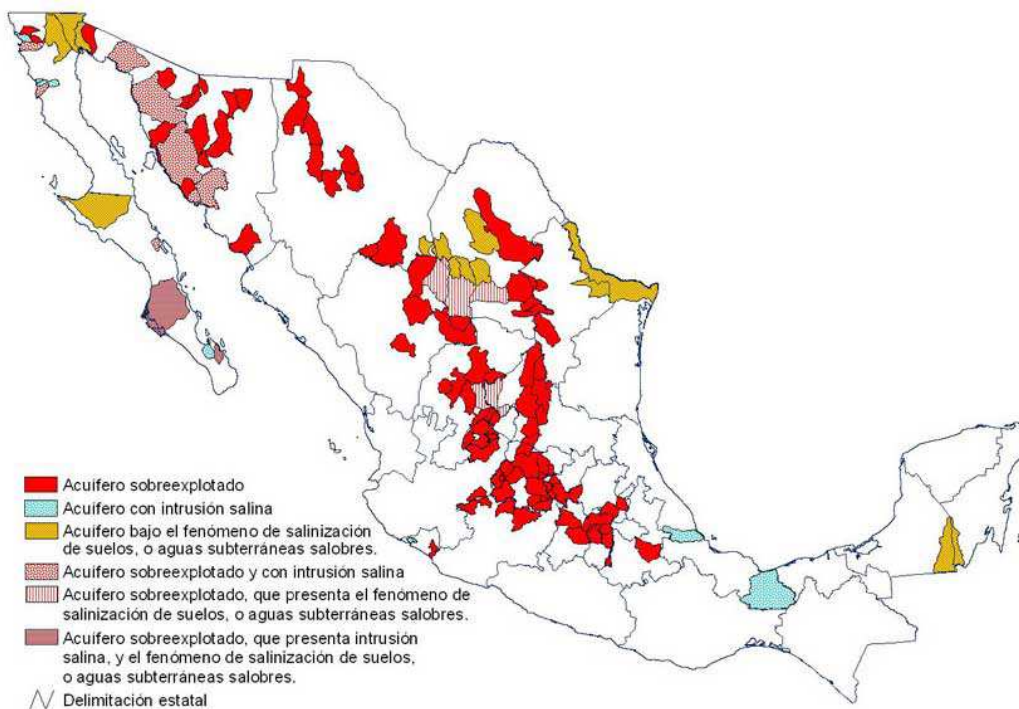 Acuífero sobreexplotado
Acuífero con intrusión salina
Acuífero bajo el fenómeno de salinización
de suelos, o aguas subterráneas salobres.
Acuífero sobreexplotado y con intrusión salina
Acuífero sobreexplotado, que presenta el fenómeno de
salinización de suelos, o aguas subterráneas salobres.
Acuífero sobreexplotado, que presenta intrusión
salina, y el fenómeno de salinización de suelos,
o aguas subterráneas salobres.
Delimitación estatal